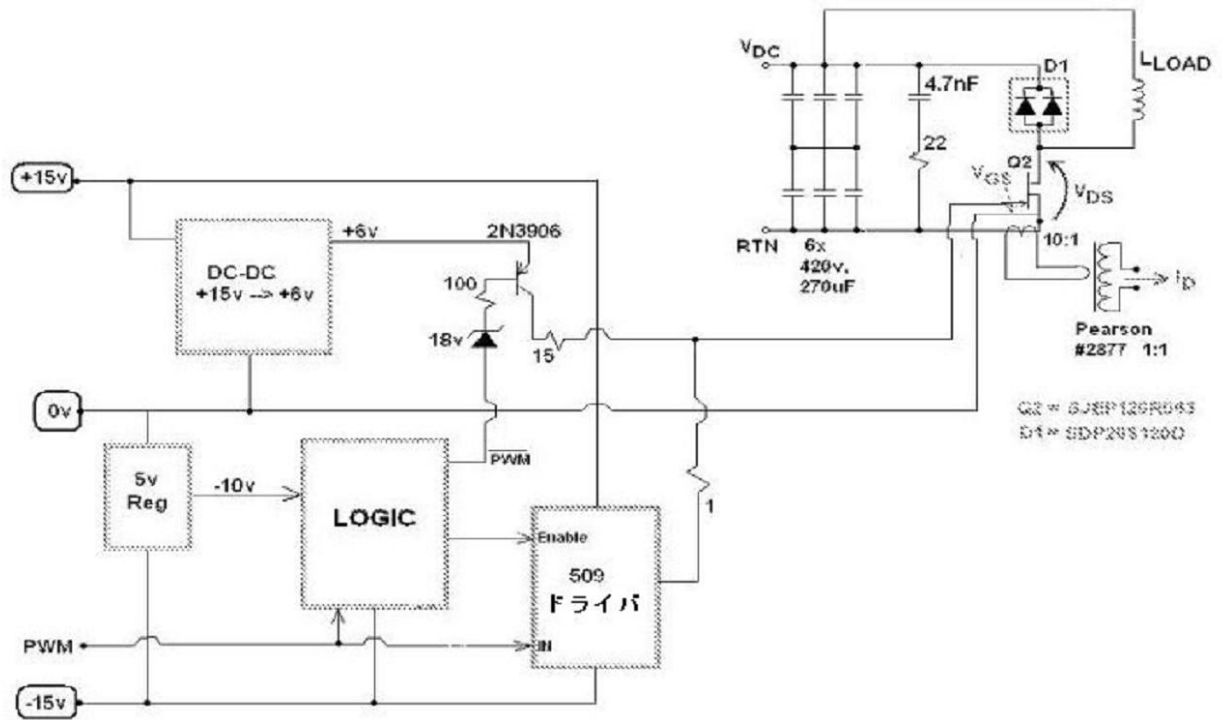 VDC
D1
LLOAD
4.7nF
22
Q2
VGS
VDS
RTN
6x
420v,
270uF
10:1
ip
Pearson
#2877 1:1
+15v
+6v
2N3906
DC-DC
+15v --> +6v
100
18v
15
0v
5v
Reg
-10v
LOGIC
PWM
1
Enable
509
ドライバ
IN
PWM
-15v
Q2 =
D1 =